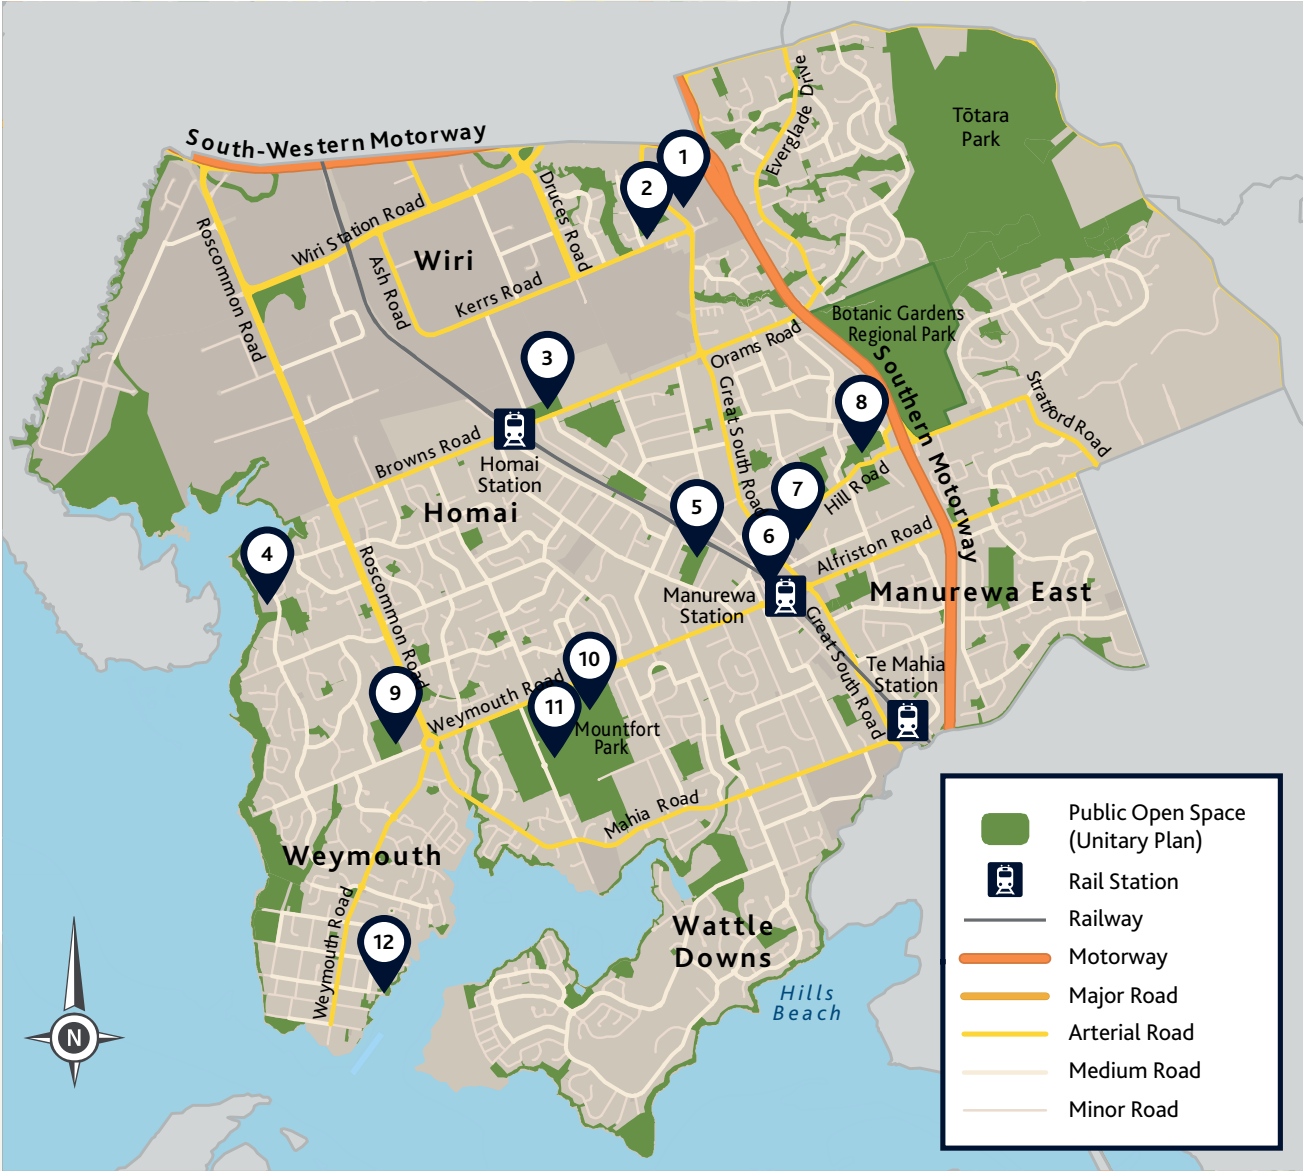 South-Western Motorway
Everglade Drive
Tōtara
Park
1
2
Druces Road
Roscommon Road
Wiri Station Road
Wiri
Ash Road
Kerrs Road
Botanic Gardens
Regional Park
Orams Road
Southern Motorway
3
Great South Road
8
Stratford Road
Browns Road
Homai
Station
Homai
5
7
Hill Road
6
Alfriston Road
4
Roscommon Road
Manurewa
Station
Manurewa East
Great South Road
Te Mahia
Station
10
9
Weymouth Road
11
Mountfort
Park
Mahia Road
Weymouth
Weymouth Road
12
Wattle
Downs
Hills
Beach
N
Public Open Space
(Unitary Plan)
Rail Station
Railway
Motorway
Major Road
Arterial Road
Medium Road
Minor Road